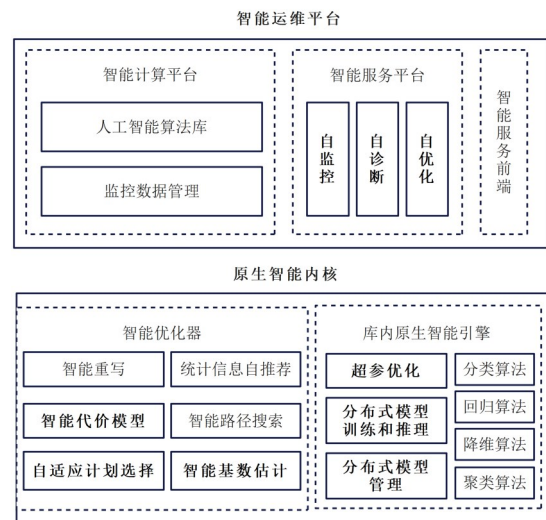 智能运维平台
智能计算平台
人工智能算法库
监控数据管理
智能服务平台
自监控
自诊断
自优化
智能服务前端
原生智能内核
智能优化器
智能重写
统计信息自推荐
智能代价模型
智能路径搜索
自适应计划选择
智能基数估计
库内原生智能引擎
超参优化
分布式模型
训练和推理
分布式模型
管理
分类算法
回归算法
降维算法
聚类算法